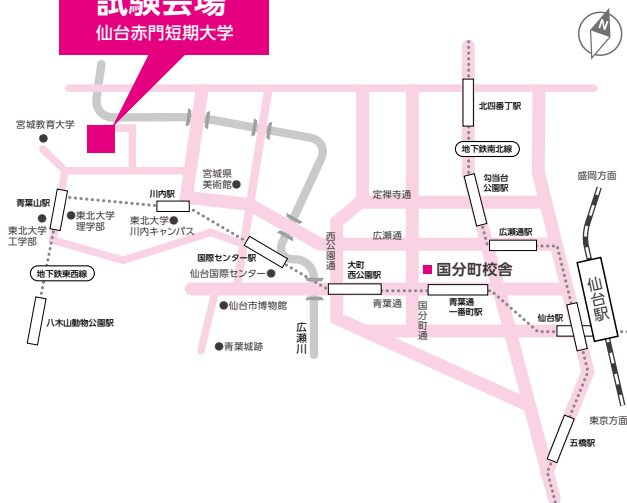 試験会場
仙台赤門短期大学
N
北四番丁駅
宮城教育大学
地下鉄南北線
宮城県
美術館
勾当台
公園駅
盛岡方面
川内駅
定禅寺通
青葉山駅
東北大学
理学部
東北大学
川内キャンパス
東北大学
工学部
西公園通
広瀬通
広瀬通駅
国際センター駅
仙台国際センター
大町
西公園駅
国分町校舎
地下鉄東西線
仙台駅
仙台市博物館
青葉通
国分町通
青葉通
一番町駅
仙台駅
八木山動物公園駅
広瀬川
青葉城跡
東京方面
五橋駅